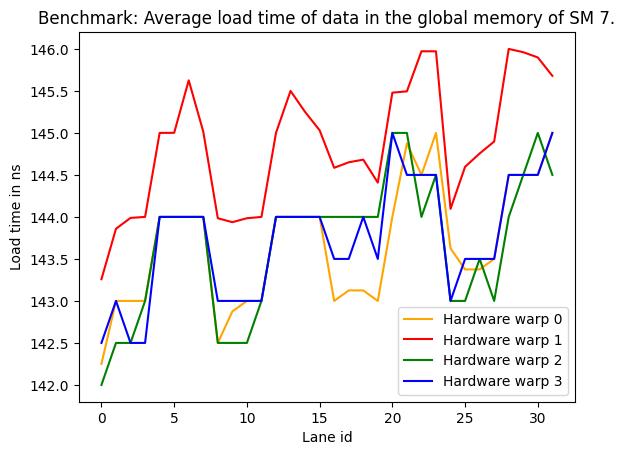 Benchmark: Average load time of data in the global memory of SM 7.
Load time in ns
146.0
145.5
145.0
144.5
144.0
143.5
143.0
142.5
142.0
Hardware warp 0
Hardware warp 1
Hardware warp 2
Hardware warp 3
0 5 10 15 20 25 30
Lane id